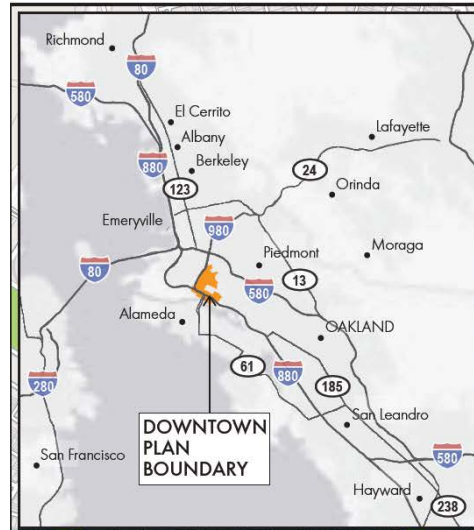 Richmond
80
580
El Cerrito
Albany
880
Berkeley
123
Lafayette
24
Orinda
Emeryville
980
Moraga
Piedmont
80
580
13
Alameda
OAKLAND
61
880
185
280
DOWNTOWN
PLAN
BOUNDARY
San Leandro
580
San Francisco
Hayward
238